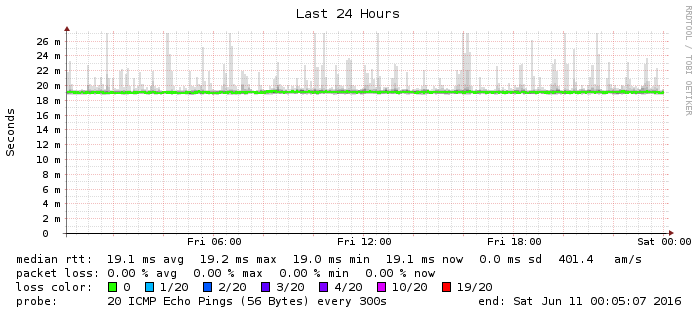 Last 24 Hours
RRDTOOL / TOBI OETIKER
Seconds
26 m
24 m
22 m
20 m
18 m
16 m
14 m
12 m
10 m
8 m
6 m
4 m
2 m
0
Fri 06:00 Fri 12:00 Fri 18:00 Sat 00:00
median rtt: 19.1 ms avg 19.2 ms max 19.0 ms min 19.1 ms now 0.0 ms sd 401.4 am/s
packet loss: 0.00 % avg 0.00 % max 0.00 % min 0.00 % now
loss color: 0 1/20 2/20 3/20 4/20 10/20 19/20
probe: 20 ICMP Echo Pings (56 Bytes) every 300s end: Sat Jun 11 00:05:07 2016